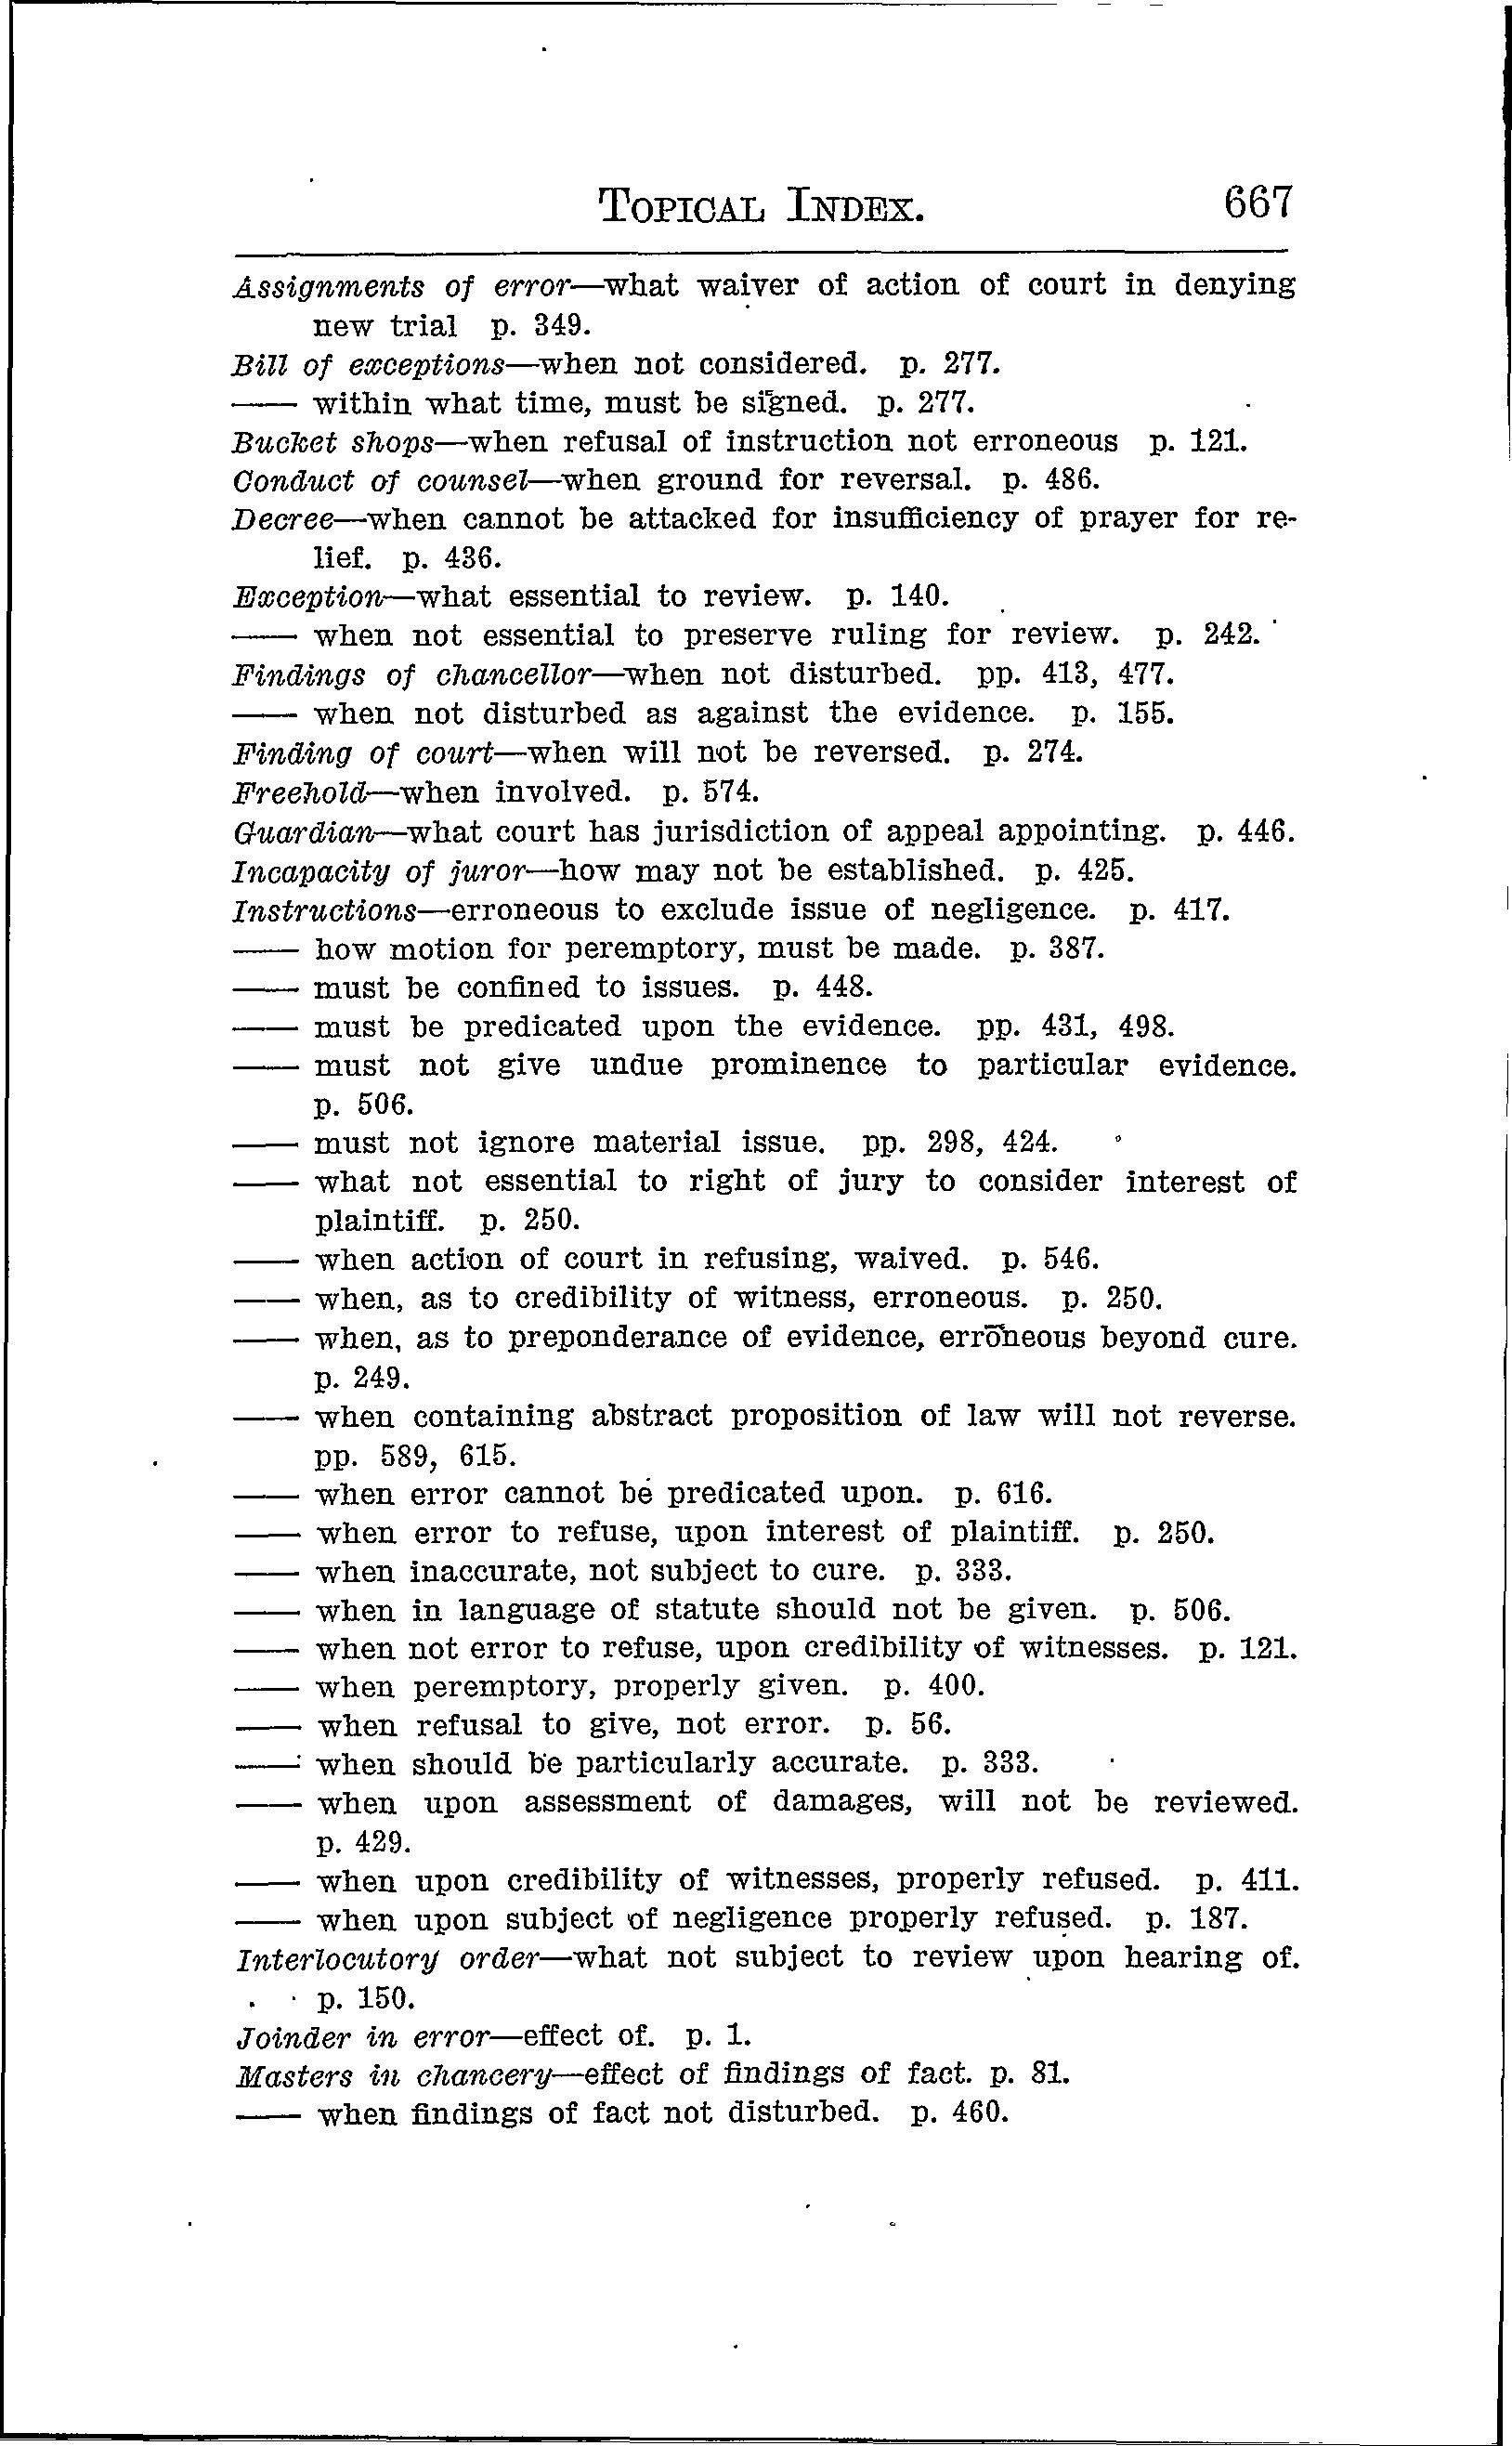 TOPICAL INDEX. 667
Assignments of error—what waiver of action of court in denying
new trial p. 349.
Bill of exceptions—when not considered. p. 277.
—— within what time, must be signed. p. 277.
Bucket shops—when refusal of instruction not erroneous p. 121.
Conduct of counsel—when ground for reversal. p. 486.
Decree—when cannot be attacked for insufficiency of prayer for re-
lief. p. 436.
Exception—what essential to review. p. 140.
—— when not essential to preserve ruling for review. p. 242.
Findings of chancellor—when not disturbed. pp. 413, 477.
—— when not disturbed as against the evidence. p. 155.
Finding of court—when will not be reversed. p. 274.
Freehold—when involved. p. 574.
Guardian—what court has jurisdiction of appeal appointing. p. 446.
Incapacity of juror—how may not be established. p. 425.
Instructions—erroneous to exclude issue of negligence. p. 417.
—— how motion for peremptory, must be made. p. 387.
—— must be confined to issues. p. 448.
—— must be predicated upon the evidence. pp. 431, 498.
—— must not give undue prominence to particular evidence.
p. 506.
—— must not ignore material issue. pp. 298, 424.
—— what not essential to right of jury to consider interest of
plaintiff. p. 250.
—— when action of court in refusing, waived. p. 546.
—— when, as to credibility of witness, erroneous. p. 250.
—— when, as to preponderance of evidence, erroneous beyond cure.
p. 249.
—— when containing abstract proposition of law will not reverse.
pp. 589, 615.
—— when error cannot be predicated upon. p. 616.
—— when error to refuse, upon interest of plaintiff. p. 250.
—— when inaccurate, not subject to cure. p. 333.
—— when in language of statute should not be given. p. 506.
—— when not error to refuse, upon credibility of witnesses. p. 121.
—— when peremptory, properly given. p. 400.
—— when refusal to give, not error. p. 56.
—— when should be particularly accurate. p. 333.
—— when upon assessment of damages, will not be reviewed.
p. 429.
—— when upon credibility of witnesses, properly refused. p. 411.
—— when upon subject of negligence properly refused. p. 187.
Interlocutory order—what not subject to review upon hearing of.
p. 150.
Joinder in error—effect of. p. 1.
Masters in chancery—effect of findings of fact. p. 81.
—— when findings of fact not disturbed. p. 460.